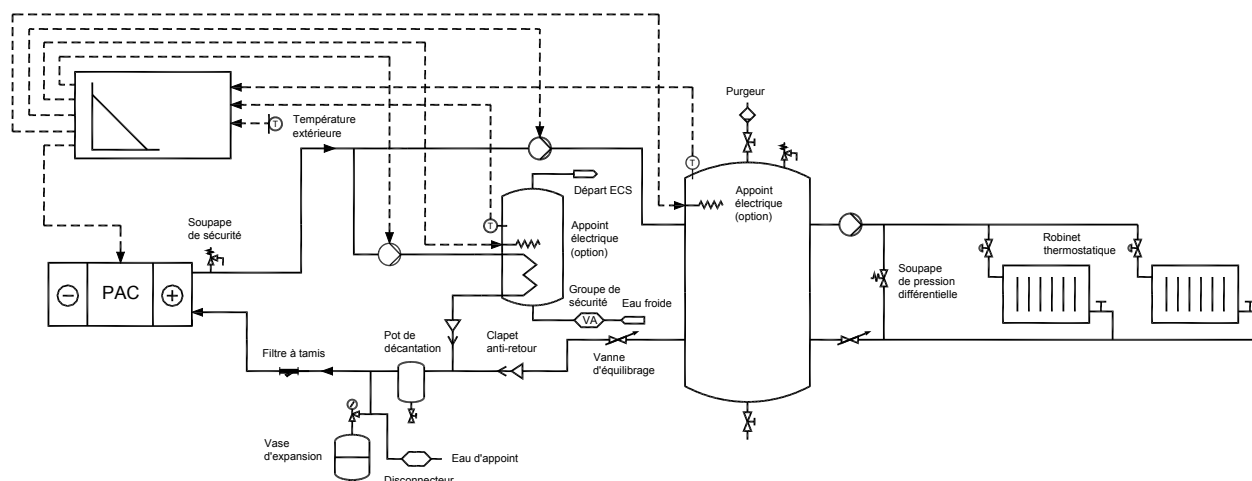 Purgeur
T
Température
extérieure
T
Départ ECS
Appoint
électrique
(option)
Soupape
de sécurité
T
Appoint
électrique
(option)
Robinet
thermostatique
PAC
Soupape
de pression
différentielle
Groupe de
sécurité
Eau froide
VA
Pot de
décantation
Clapet
anti-retour
Filtre à tamis
Vanne
d'équilibrage
Vase
d'expansion
Eau d'appoint
Disconnecteur